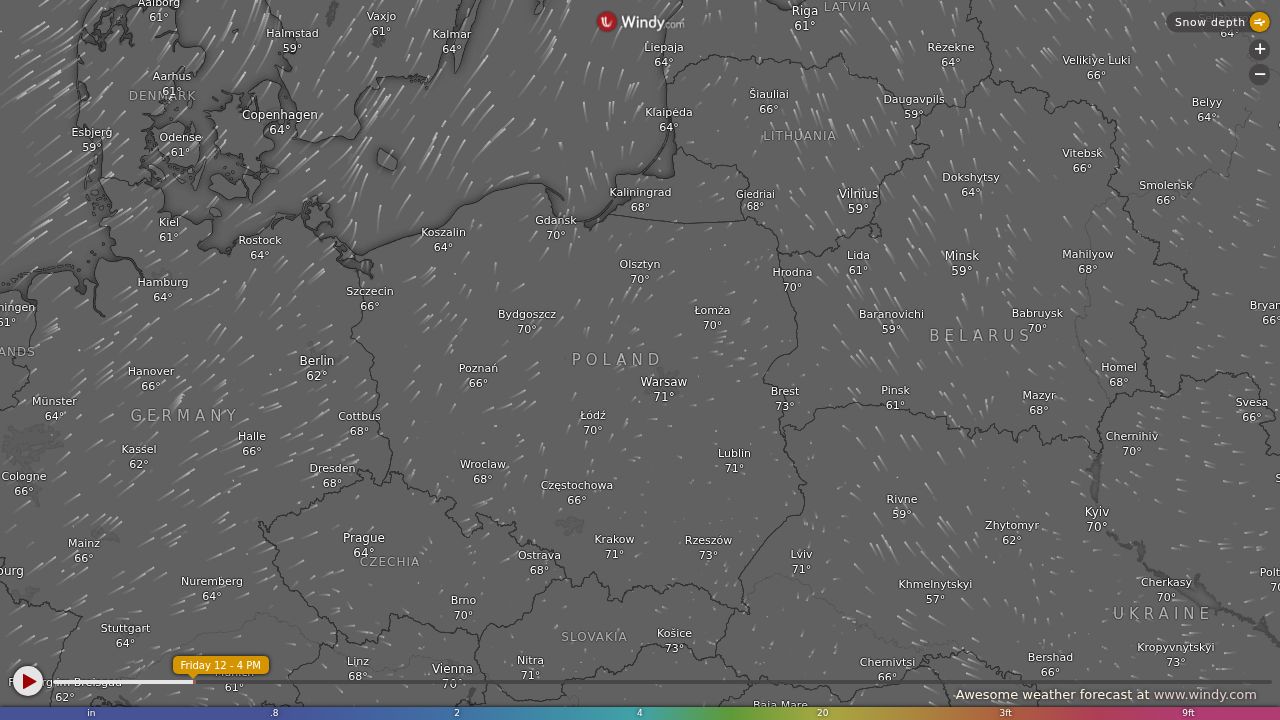 Aalborg
61°
Vaxjo
61°
Halmstad
59°
Kalmar
64°
Windy.com
Liepaja
64°
Riga
61°
LATVIA
Rēzekne
64°
Velikiye Luki
66°
64°
Snow depth
+
−
Aarhus
61°
DENMARK
Copenhagen
64°
Esbjerg
59°
Odense
61°
Klaipėda
64°
Šiauliai
66°
LITHUANIA
Daugavpils
59°
Belyy
64°
Vitebsk
66°
Kaliningrad
68°
Giedriai
68°
Vilnius
59°
Dokshytsy
64°
Smolensk
66°
Kiel
61°
Rostock
64°
Koszalin
64°
Gdansk
70°
Olsztyn
70°
Hrodna
70°
Lida
61°
Minsk
59°
Mahilyow
68°
Hamburg
64°
Szczecin
66°
Bydgoszcz
70°
Łomża
70°
Baranovichi
59°
Babruysk
70°
BELARUS
Hanover
66°
Berlin
62°
Poznań
66°
POLAND
Warsaw
71°
Brest
73°
Pinsk
61°
Mazyr
68°
Homel
68°
Svesa
66°
Münster
64°
GERMANY
Cottbus
68°
Łódź
70°
Chernihiv
70°
Kassel
62°
Halle
66°
Cologne
66°
Dresden
68°
Wroclaw
68°
Częstochowa
66°
Lublin
71°
Rivne
59°
Zhytomyr
62°
Kyiv
70°
Mainz
66°
Prague
64°
CZECHIA
Ostrava
68°
Krakow
71°
Rzeszów
73°
Lviv
71°
Khmelnytskyi
57°
Cherkasy
70°
UKRAINE
Nuremberg
64°
Brno
70°
Stuttgart
64°
SLOVAKIA
Košice
73°
Kropyvnytskyi
73°
Friday 12 - 4 PM
Linz
68°
Vienna
70°
Nitra
71°
Chernivtsi
66°
Bershad
66°
62°
61°
Baja Mare
Awesome weather forecast at www.windy.com
in .8 2 4 20 3ft 9ft